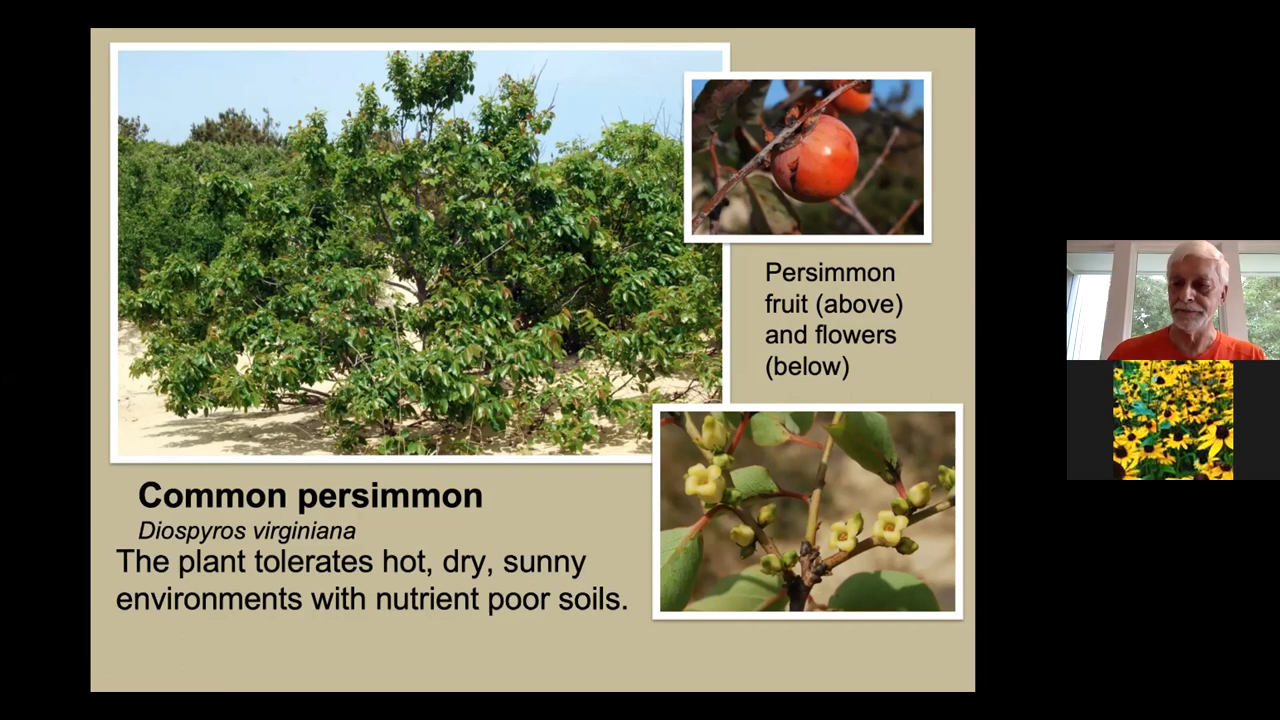 Persimmon
fruit (above)
and flowers
(below)
Common persimmon
Diospyros virginiana
The plant tolerates hot, dry, sunny
environments with nutrient poor soils.